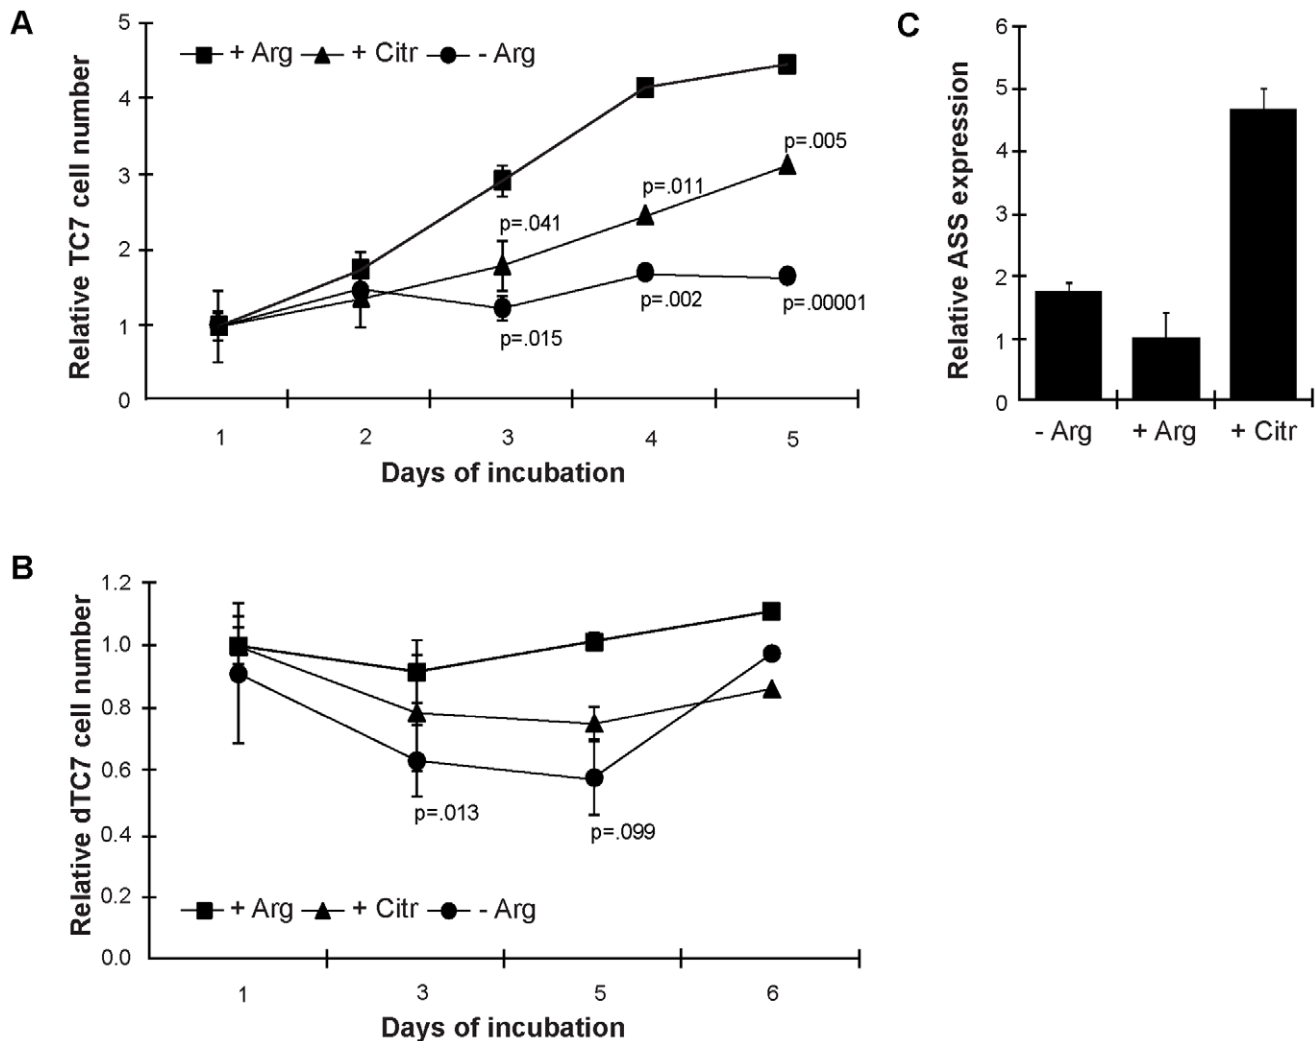 A
Relative TC7 cell number
5
4
3
2
1
0
+ Arg + Citr - Arg
p=.041
p=.011
p=.005
p=.015
p=.002
p=.00001
1 2 3 4 5
Days of incubation
C
Relative ASS expression
6
5
4
3
2
1
0
- Arg + Arg + Citr
B
Relative dTC7 cell number
1.2
1.0
0.8
0.6
0.4
0.2
0.0
p=.013
p=.099
+ Arg + Citr - Arg
1 3 5 6
Days of incubation